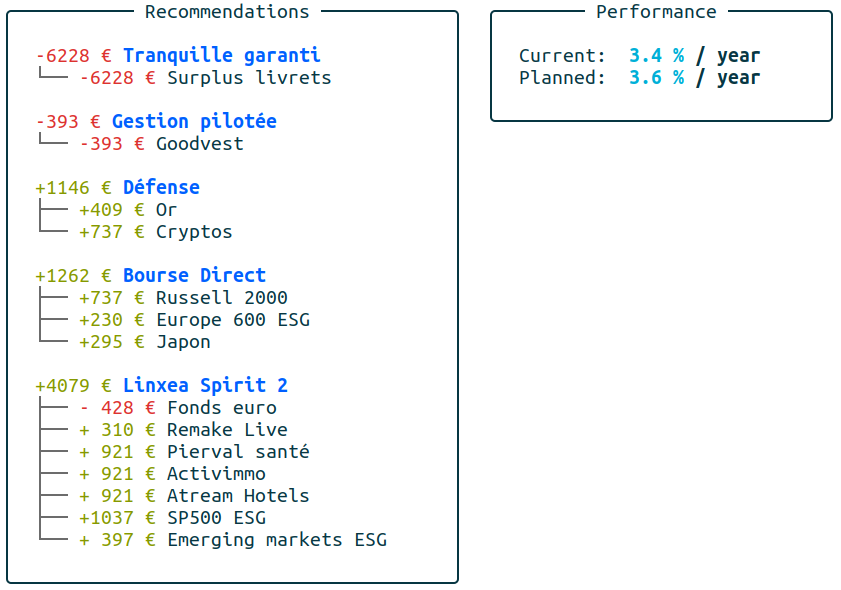 Recommendations
-6228 € Tranquille garanti
-6228 € Surplus livrets
-393 € Gestion pilotée
-393 € Goodvest
+1146 € Défense
+409 € Or
+737 € Cryptos
+1262 € Bourse Direct
+737 € Russell 2000
+230 € Europe 600 ESG
+295 € Japon
+4079 € Linxea Spirit 2
- 428 € Fonds euro
+ 310 € Remake Live
+ 921 € Pierval santé
+ 921 € Activimmo
+ 921 € Atream Hotels
+1037 € SP500 ESG
+ 397 € Emerging markets ESG
Performance
Current: 3.4 % / year
Planned: 3.6 % / year